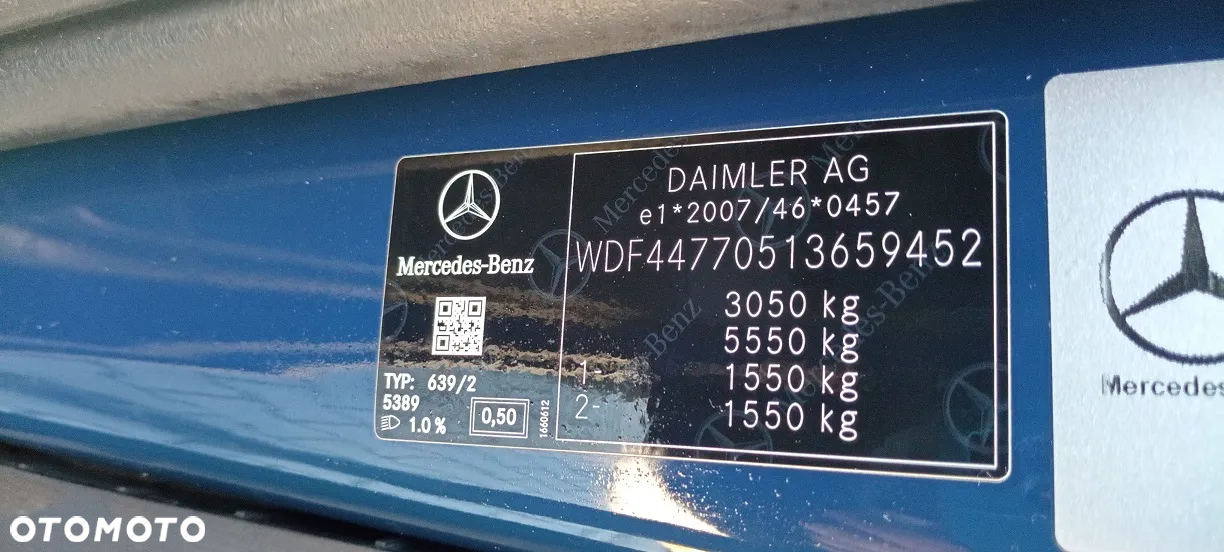 Mercedes-Benz
TYP: 639/2
5389
1.0 %
0,50
1660612
DAIMLER AG
e1*2007/46*0457
WDF44770513659452
3050 kg
5550 kg
1- 1550 kg
2- 1550 kg
Mercedes
OTOMOTO